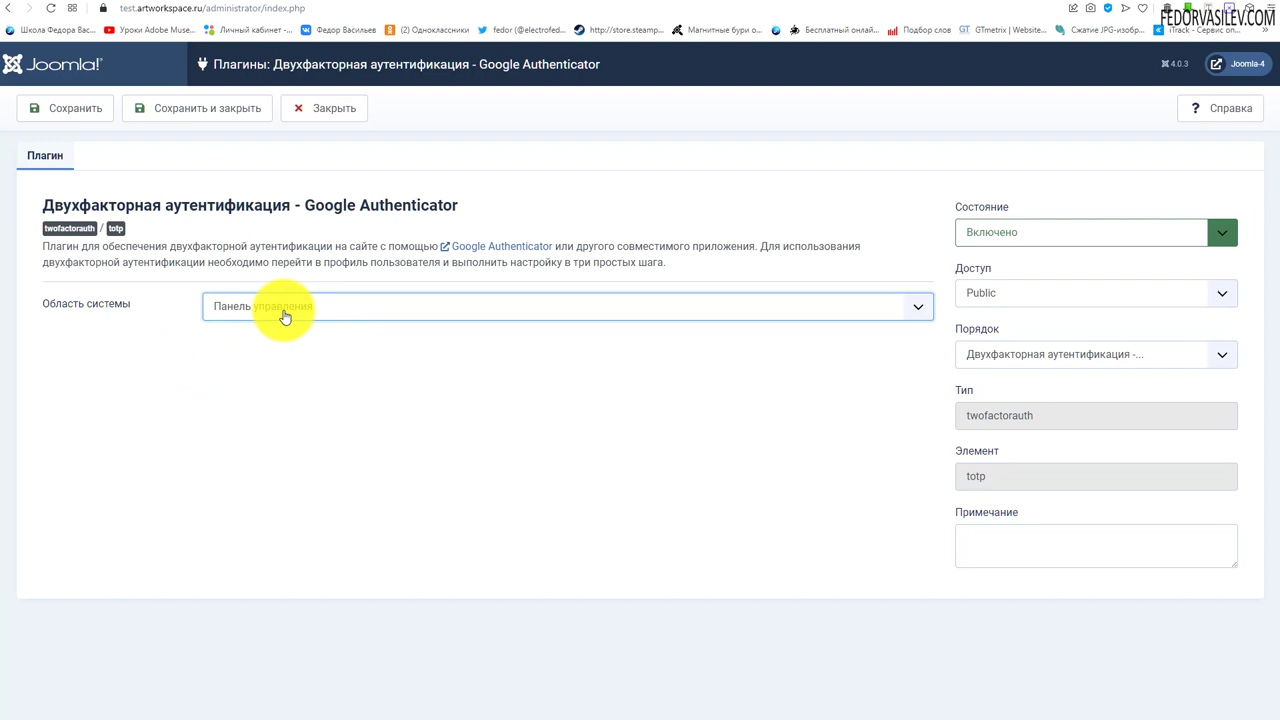 test.artworkspace.ru/administrator/index.php
FEDORVASILEV.COM
Школа Федора Вас...
Уроки Adobe Muse...
Личный кабинет -...
Федор Васильев
(2) Одноклассники
fedor (@electrofed...
http://store.steamp...
Магнитные бури о...
Бесплатный онлай...
Подбор слов
GTmetrix | Website...
Сжатие JPG-изобр...
iTrack - Сервис оп...
Joomla!
Плагины: Двухфакторная аутентификация - Google Authenticator
4.0.3
Joomla-4
Сохранить
Сохранить и закрыть
Закрыть
? Справка
Плагин
Двухфакторная аутентификация - Google Authenticator
twofactorauth / totp
Плагин для обеспечения двухфакторной аутентификации на сайте с помощью Google Authenticator или другого совместимого приложения. Для использования
двухфакторной аутентификации необходимо перейти в профиль пользователя и выполнить настройку в три простых шага.
Область системы
Панель управления
Состояние
Включено
Доступ
Public
Порядок
Двухфакторная аутентификация -...
Тип
twofactorauth
Элемент
totp
Примечание